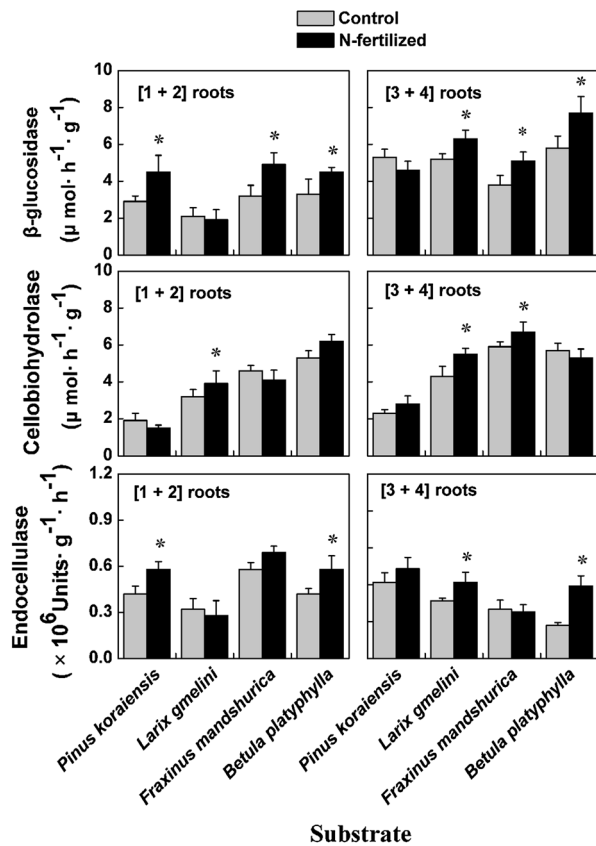 Control
N-fertilized
[1 + 2] roots
[3 + 4] roots
10
8
6
4
2
0
β-glucosidase
(μ mol· h⁻¹· g⁻¹)
* * *
* * *
[1 + 2] roots
[3 + 4] roots
10
8
6
4
2
0
Cellobiohydrolase
(μ mol· h⁻¹· g⁻¹)
*
* *
[1 + 2] roots
[3 + 4] roots
1.2
0.9
0.6
0.3
0.0
Endocellulase
( × 10⁶Units· g⁻¹· h⁻¹)
* *
* *
Pinus koraiensis
Larix gmelini
Fraxinus mandshurica
Betula platyphylla
Pinus koraiensis
Larix gmelini
Fraxinus mandshurica
Betula platyphylla
Substrate